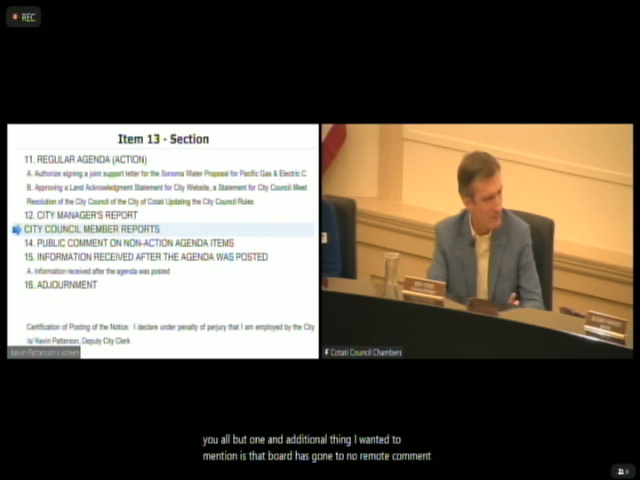 REC
Item 13 - Section
11. REGULAR AGENDA (ACTION)
A. Authorize signing a joint support letter for the Sonoma Water Proposal for Pacific Gas & Electric C
B. Approving a Land Acknowledgment Statement for City Website, a Statement for City Council Meet
Resolution of the City Council of the City of Cotati Updating the City Council Rules
12. CITY MANAGER'S REPORT
CITY COUNCIL MEMBER REPORTS
14. PUBLIC COMMENT ON NON-ACTION AGENDA ITEMS
15. INFORMATION RECEIVED AFTER THE AGENDA WAS POSTED
A. Information received after the agenda was posted
16. ADJOURNMENT
Certification of Posting of the Notice: I declare under penalty of perjury that I am employed by the City
/s/ Kevin Patterson, Deputy City Clerk
Kevin Patterson's screen
Cotati Council Chambers
you all but one and additional thing I wanted to
mention is that board has gone to no remote comment